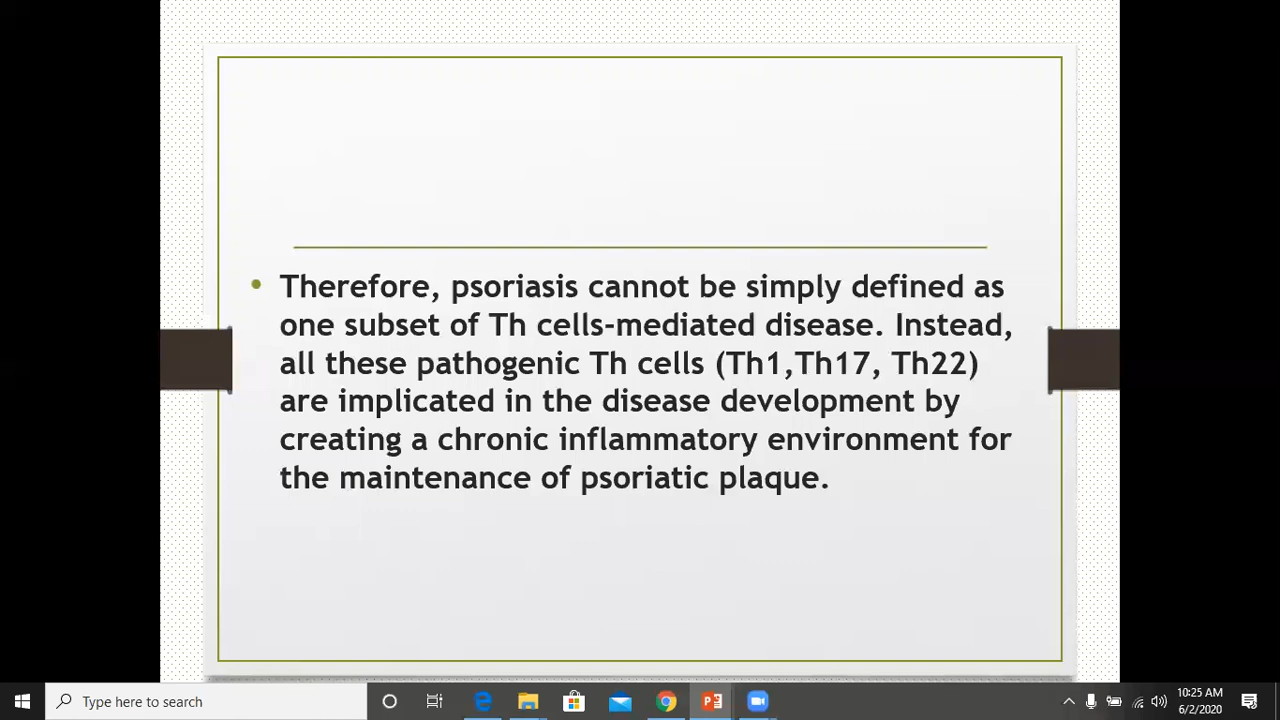 • Therefore, psoriasis cannot be simply defined as
one subset of Th cells-mediated disease. Instead,
all these pathogenic Th cells (Th1,Th17, Th22)
are implicated in the disease development by
creating a chronic inflammatory environment for
the maintenance of psoriatic plaque.
Type here to search
10:25 AM
6/2/2020